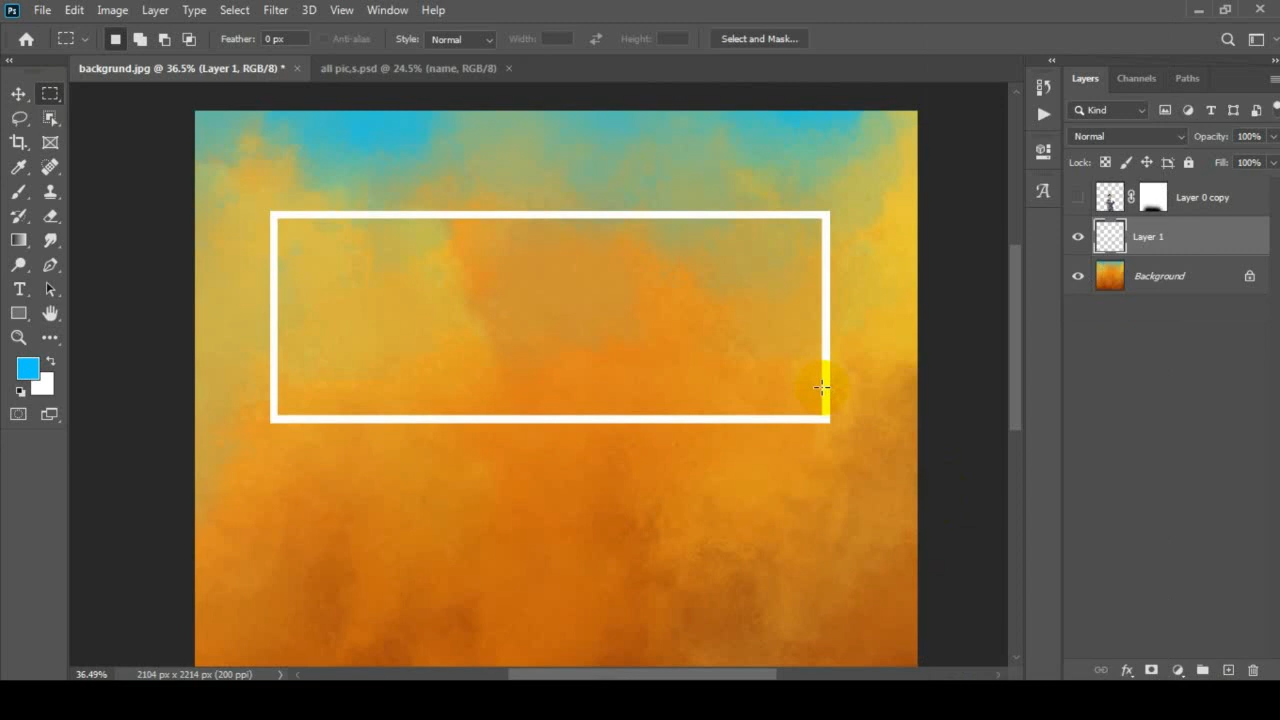 Ps File Edit Image Layer Type Select Filter 3D View Window Help
Feather: 0 px Anti-alias Style: Normal Width: Height: Select and Mask...
backgrund.jpg @ 36.5% (Layer 1, RGB/8) * × all pic,s.psd @ 24.5% (name, RGB/8) ×
Layers Channels Paths
Kind
Normal Opacity: 100%
Lock: Fill: 100%
Layer 0 copy
Layer 1
Background
36.49% 2104 px x 2214 px (200 ppi)